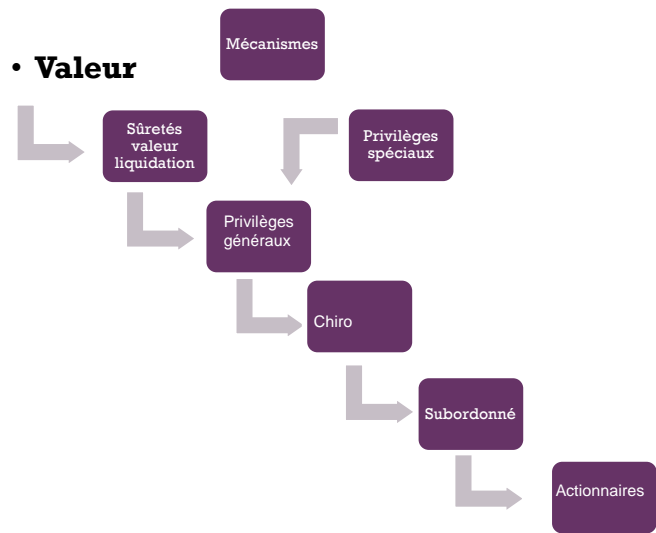 Mécanismes
• Valeur
Sûretés
valeur
liquidation
Privilèges
spéciaux
Privilèges
généraux
Chiro
Subordonné
Actionnaires